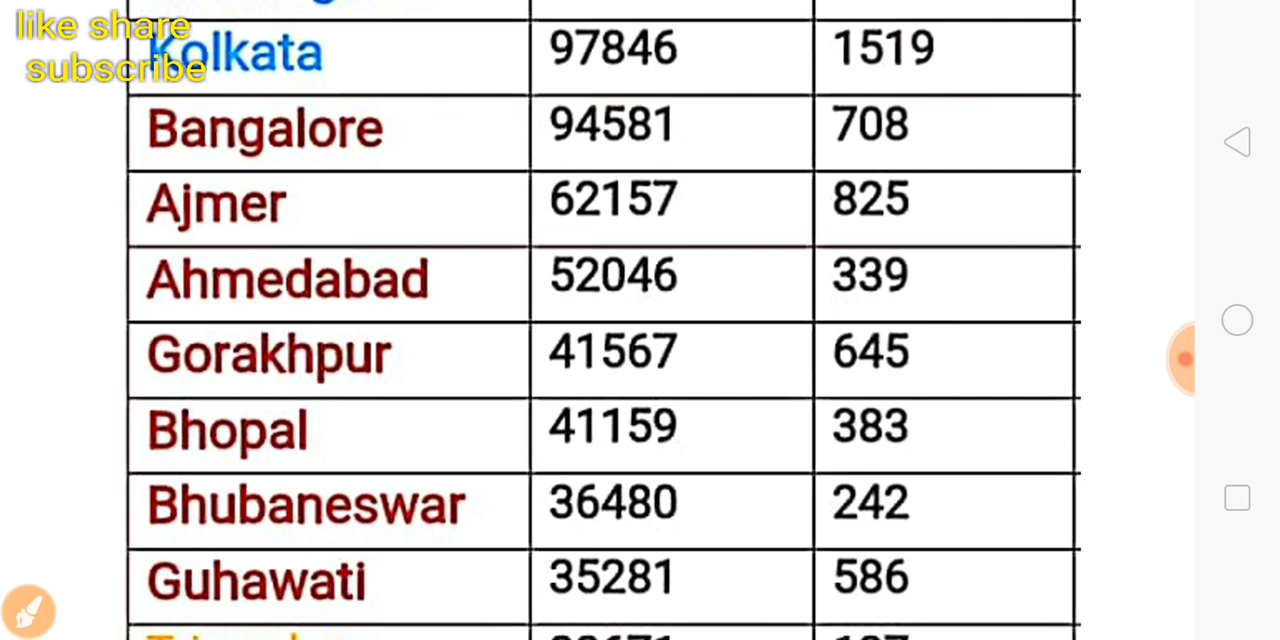 like share
subscribe
Kolkata 97846 1519
Bangalore 94581 708
Ajmer 62157 825
Ahmedabad 52046 339
Gorakhpur 41567 645
Bhopal 41159 383
Bhubaneswar 36480 242
Guhawati 35281 586